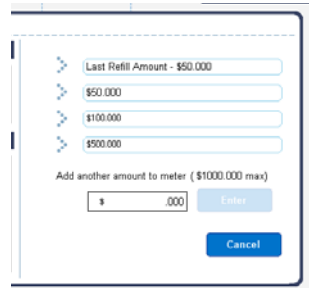 Last Refill Amount - $50.000
$50.000
$100.000
$500.000
Add another amount to meter ( $1000.000 max)
$ .000 Enter
Cancel